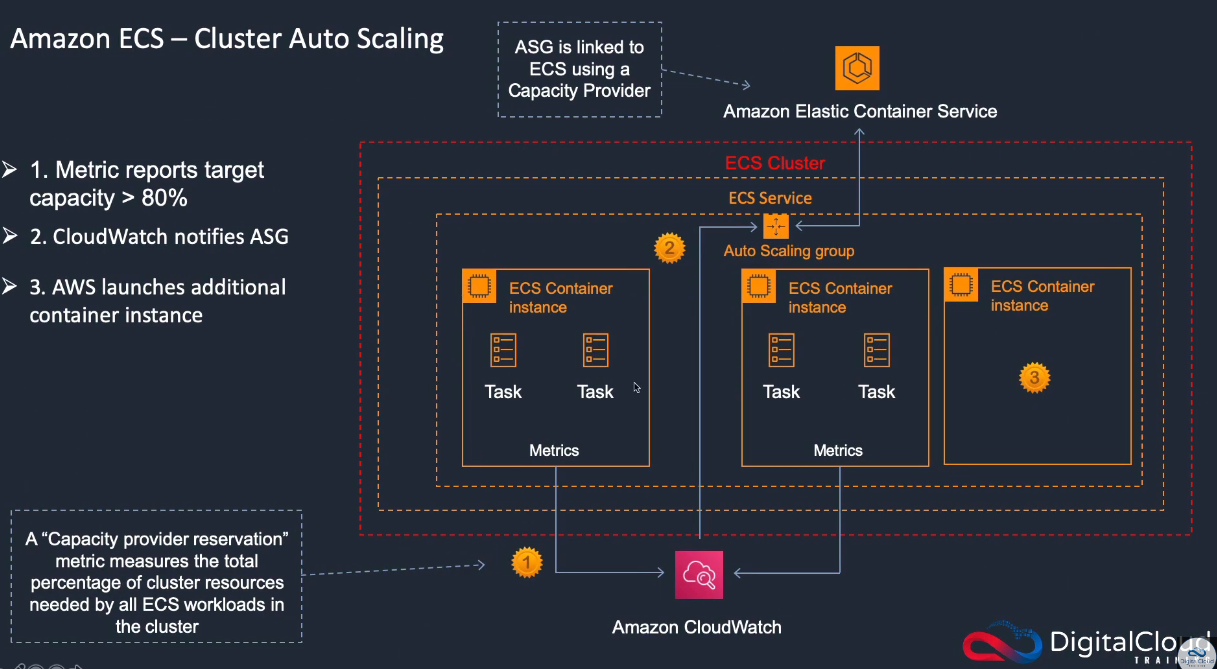 Amazon ECS – Cluster Auto Scaling
ASG is linked to
ECS using a
Capacity Provider
Amazon Elastic Container Service
➢ 1. Metric reports target
capacity > 80%
➢ 2. CloudWatch notifies ASG
➢ 3. AWS launches additional
container instance
ECS Cluster
ECS Service
2
Auto Scaling group
ECS Container
instance
Task Task
Metrics
ECS Container
instance
Task Task
Metrics
ECS Container
instance
3
A “Capacity provider reservation”
metric measures the total
percentage of cluster resources
needed by all ECS workloads in
the cluster
1
Amazon CloudWatch
DigitalCloud